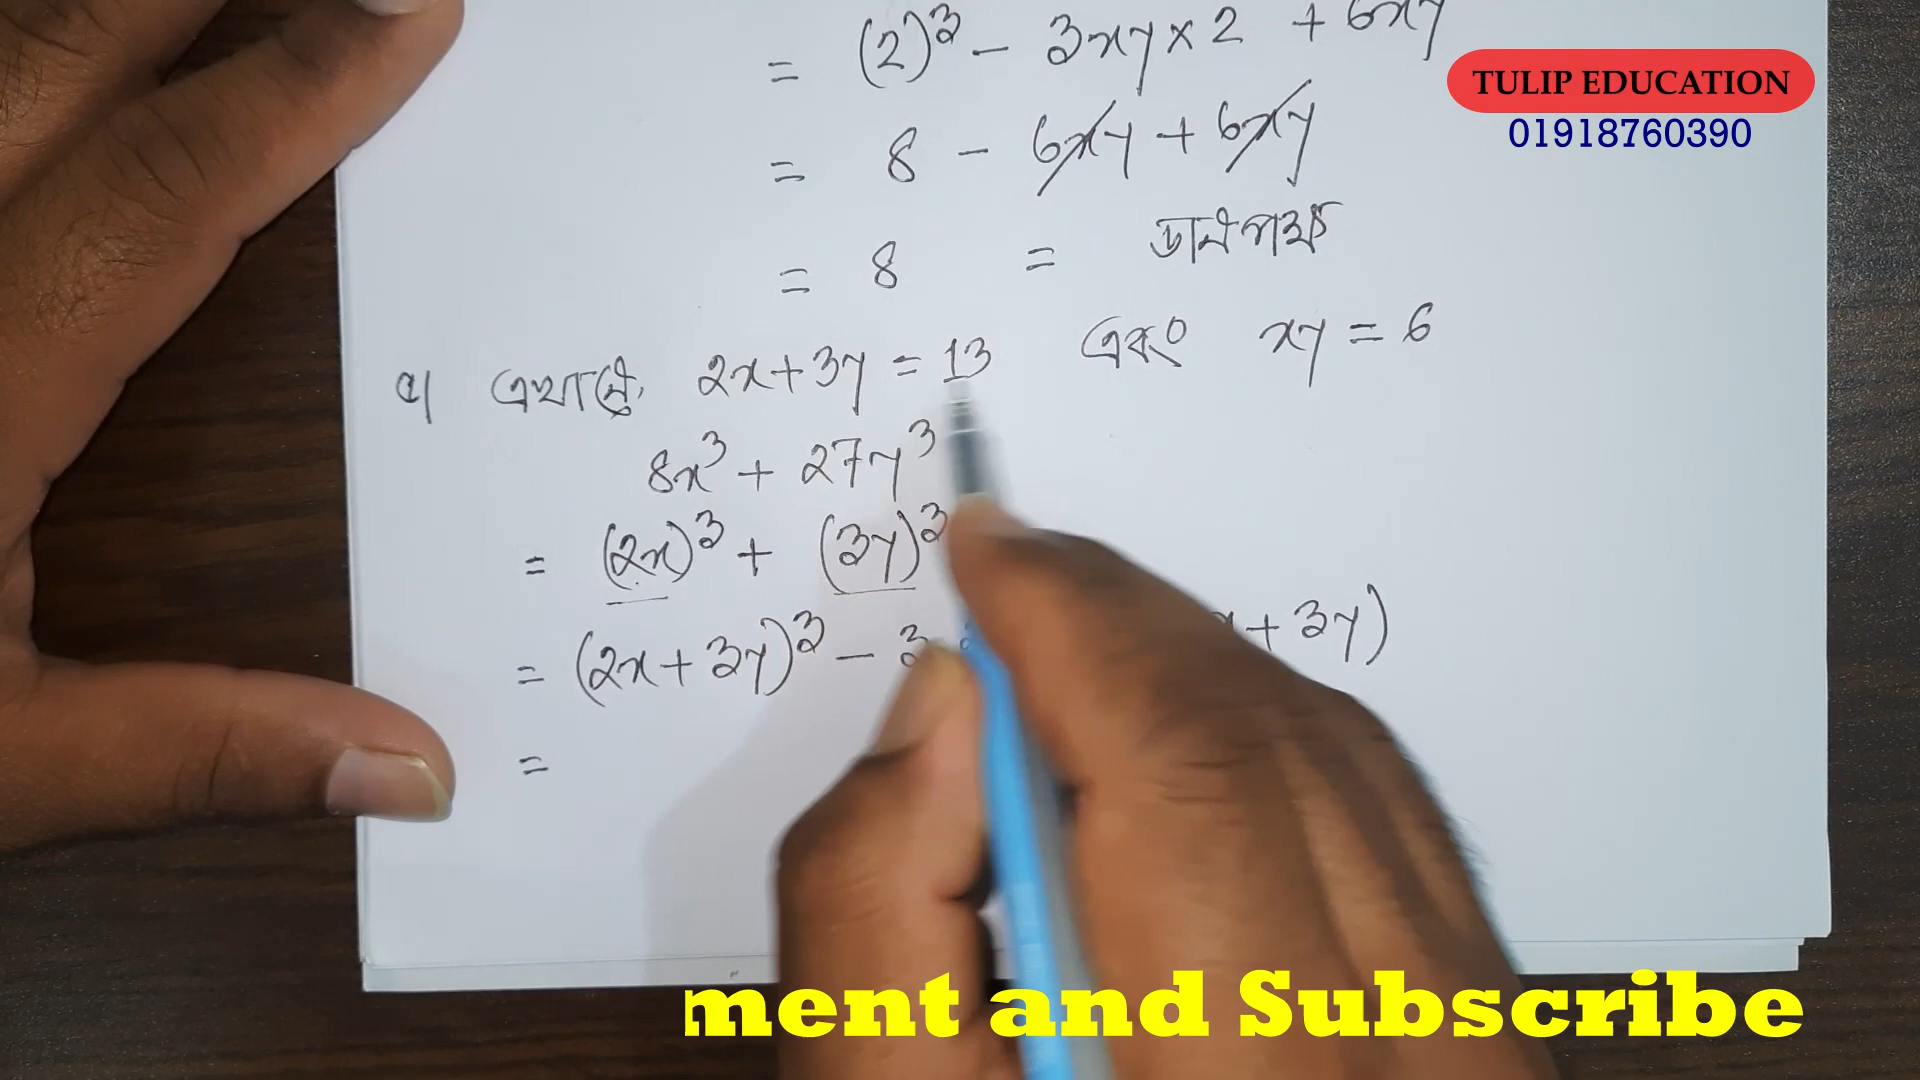 = (2)³ - 3xy × 2 + 6xy
TULIP EDUCATION
01918760390
= 8 - 6xy + 6xy
= 8 = ডানপক্ষ
৫। এখানে, 2x+3y = 13 এবং xy = 6
8x³ + 27y³
= (2x)³ + (3y)³
= (2x+3y)³ - 3 + 3y)
=
ment and Subscribe